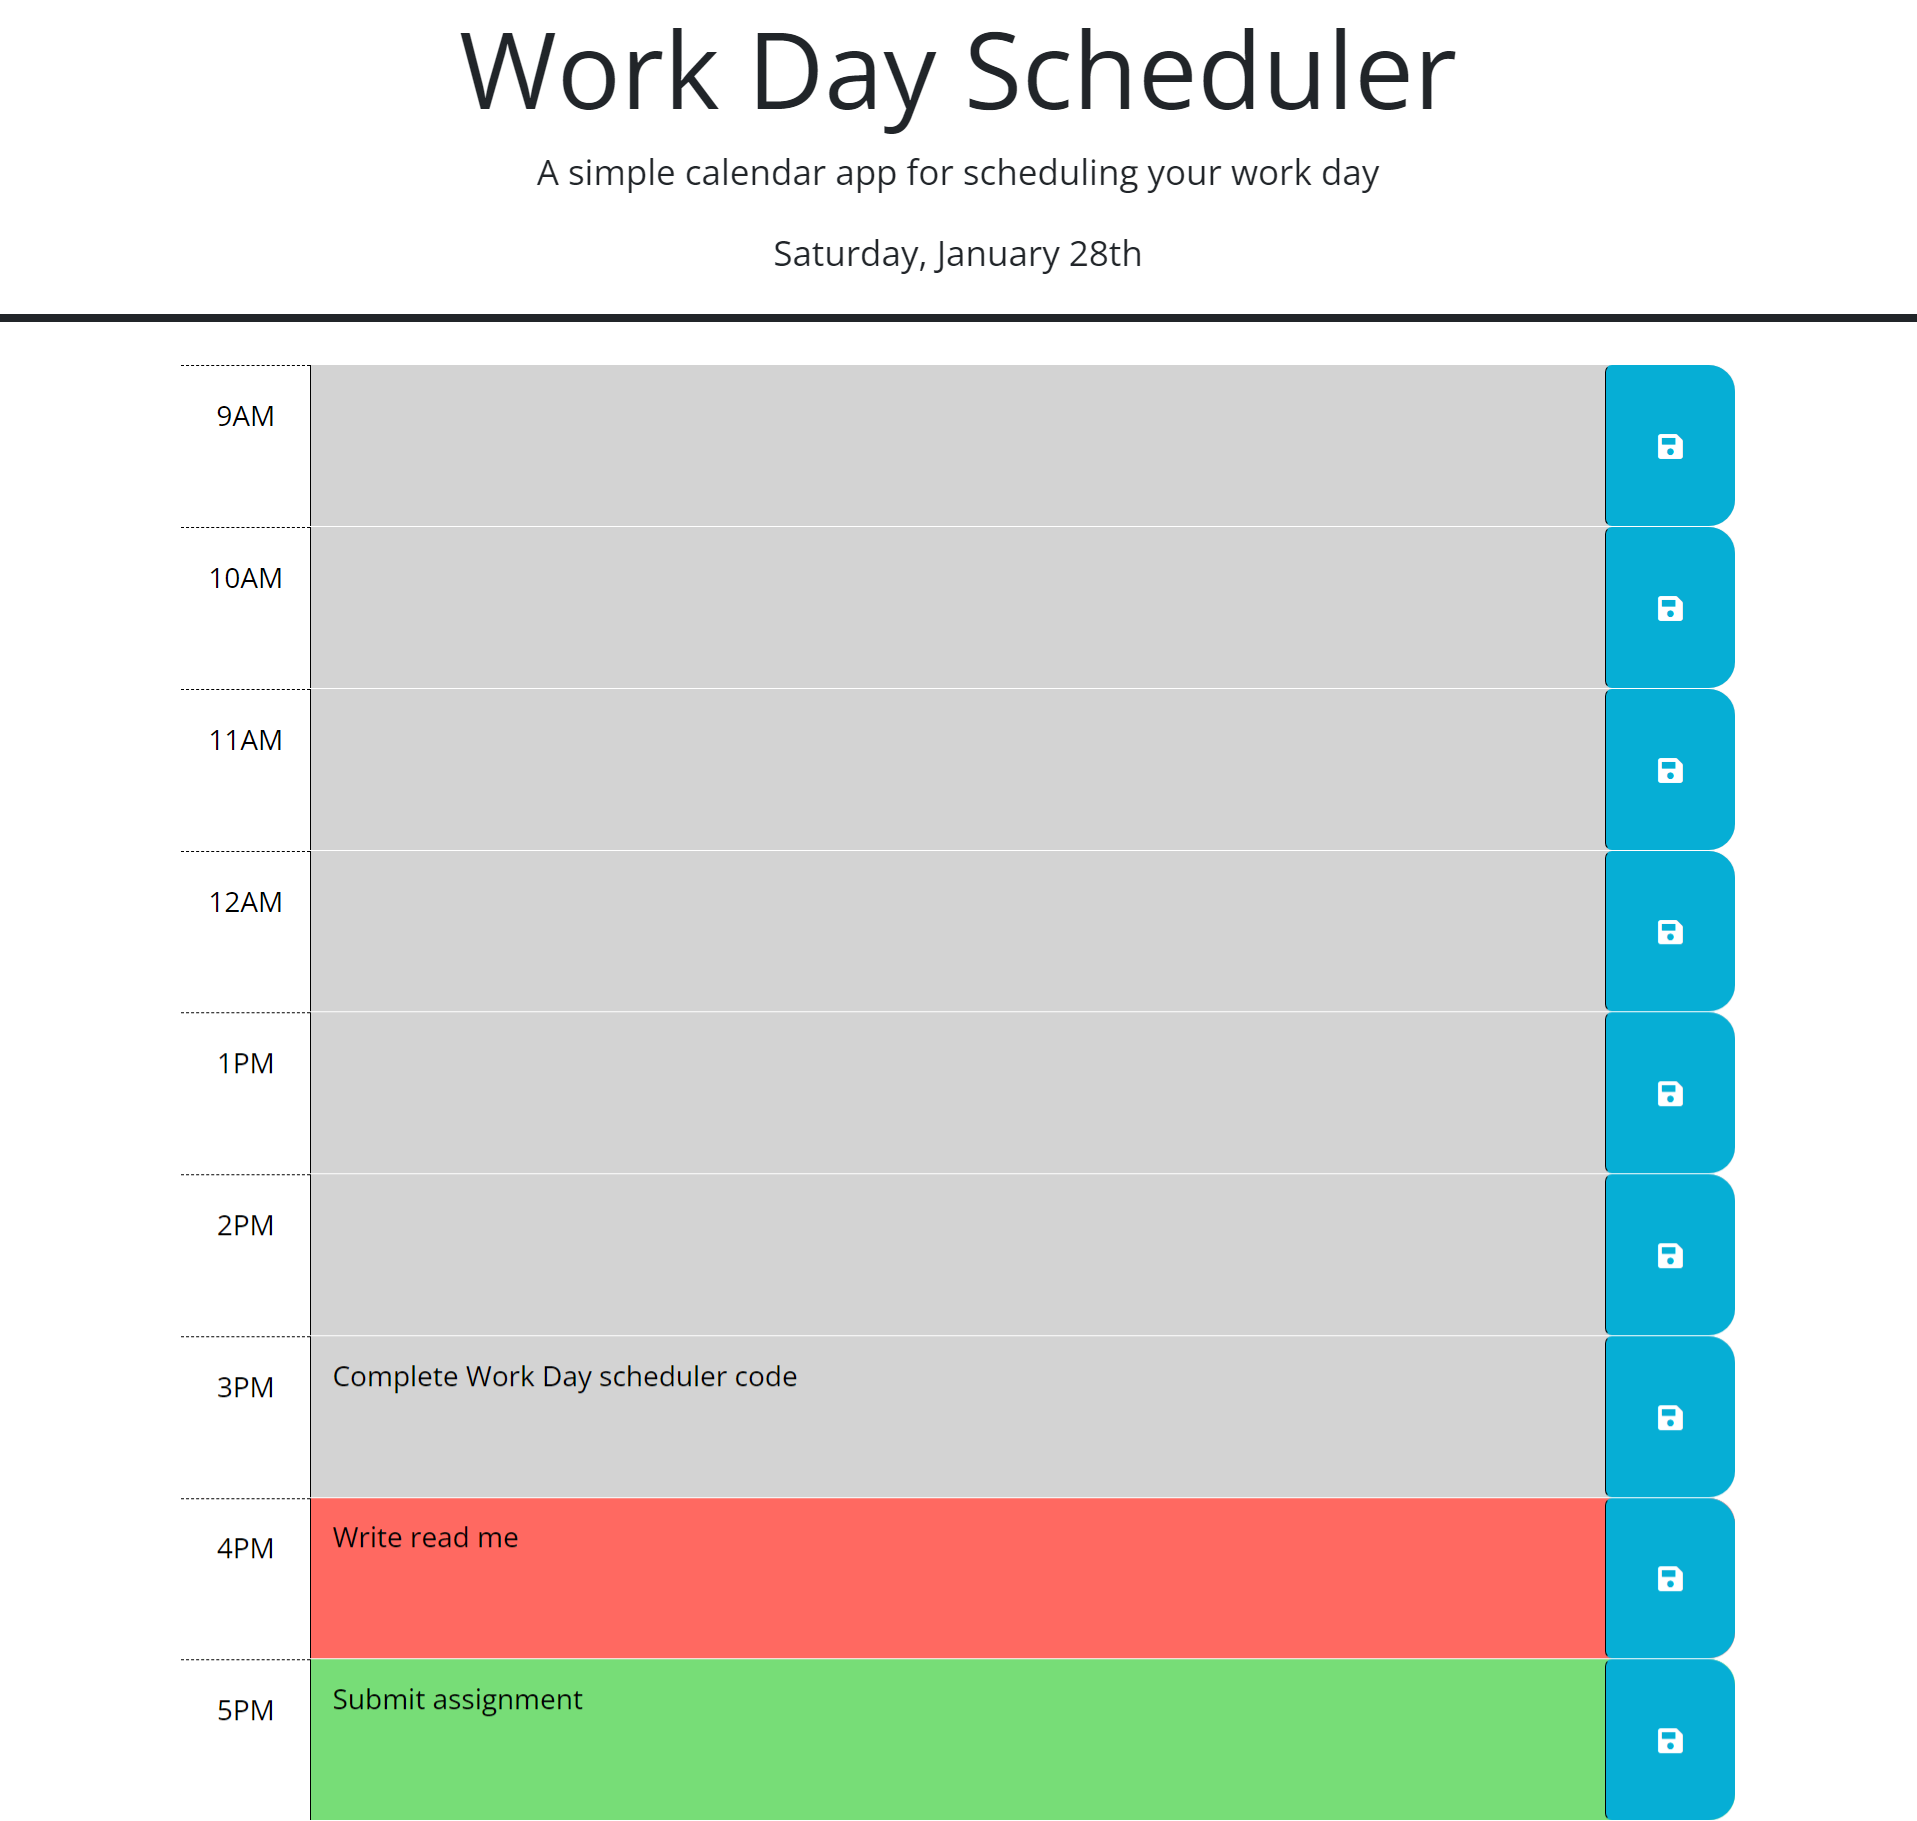 Work Day Scheduler
A simple calendar app for scheduling your work day
Saturday, January 28th
9AM
10AM
11AM
12AM
1PM
2PM
3PM
Complete Work Day scheduler code
4PM
Write read me
5PM
Submit assignment